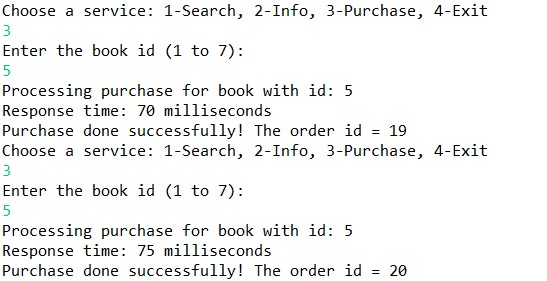 Choose a service: 1-Search, 2-Info, 3-Purchase, 4-Exit
3
Enter the book id (1 to 7):
5
Processing purchase for book with id: 5
Response time: 70 milliseconds
Purchase done successfully! The order id = 19
Choose a service: 1-Search, 2-Info, 3-Purchase, 4-Exit
3
Enter the book id (1 to 7):
5
Processing purchase for book with id: 5
Response time: 75 milliseconds
Purchase done successfully! The order id = 20